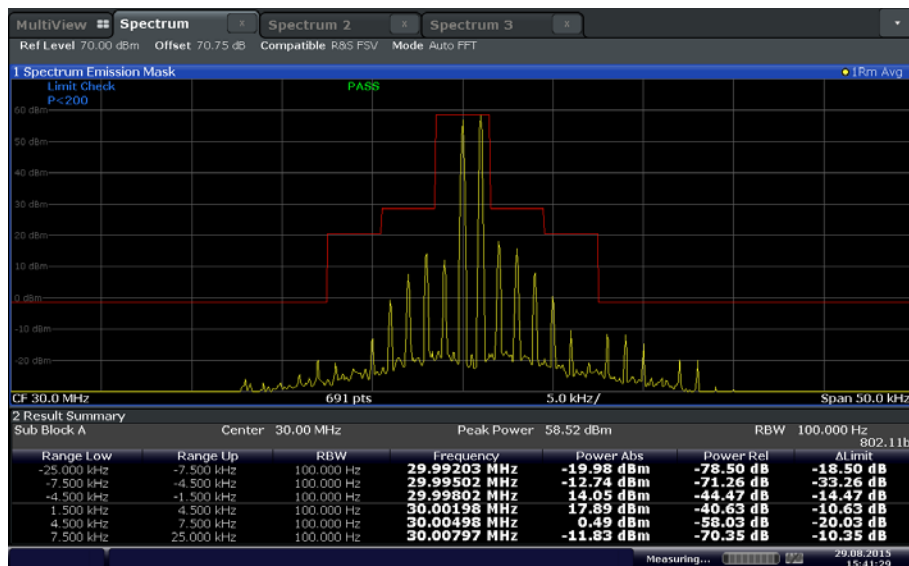 MultiView Spectrum x Spectrum 2 x Spectrum 3 x
Ref Level 70.00 dBm Offset 70.75 dB Compatible R&S FSV Mode Auto FFT
1 Spectrum Emission Mask 1Rm Avg
Limit Check PASS
P<200
60 dBm
50 dBm
40 dBm
30 dBm
20 dBm
10 dBm
0 dBm
-10 dBm
-20 dBm
CF 30.0 MHz 691 pts 5.0 kHz/ Span 50.0 kHz
2 Result Summary
Sub Block A Center 30.00 MHz Peak Power 58.52 dBm RBW 100.000 Hz
802.11b
Range Low Range Up RBW Frequency Power Abs Power Rel ΔLimit
-25.000 kHz -7.500 kHz 100.000 Hz 29.99203 MHz -19.98 dBm -78.50 dB -18.50 dB
-7.500 kHz -4.500 kHz 100.000 Hz 29.99502 MHz -12.74 dBm -71.26 dB -33.26 dB
-4.500 kHz -1.500 kHz 100.000 Hz 29.99802 MHz 14.05 dBm -44.47 dB -14.47 dB
1.500 kHz 4.500 kHz 100.000 Hz 30.00198 MHz 17.89 dBm -40.63 dB -10.63 dB
4.500 kHz 7.500 kHz 100.000 Hz 30.00498 MHz 0.49 dBm -58.03 dB -20.03 dB
7.500 kHz 25.000 kHz 100.000 Hz 30.00797 MHz -11.83 dBm -70.35 dB -10.35 dB
Measuring... 29.08.2015
15:41:29